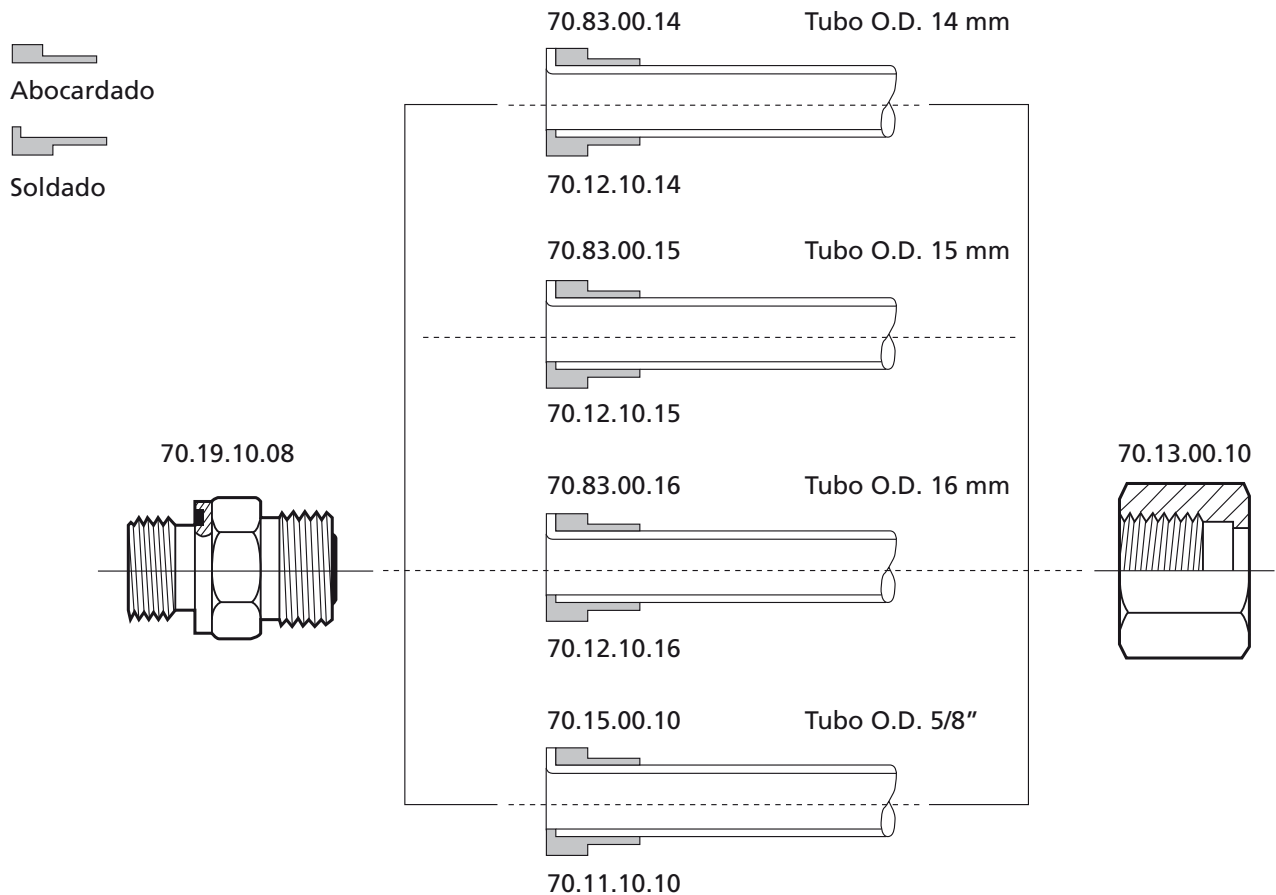 70.83.00.14 Tubo O.D. 14 mm
Abocardado
Soldado
70.12.10.14
70.83.00.15 Tubo O.D. 15 mm
70.12.10.15
70.19.10.08
70.13.00.10
70.83.00.16 Tubo O.D. 16 mm
70.12.10.16
70.15.00.10 Tubo O.D. 5/8”
70.11.10.10